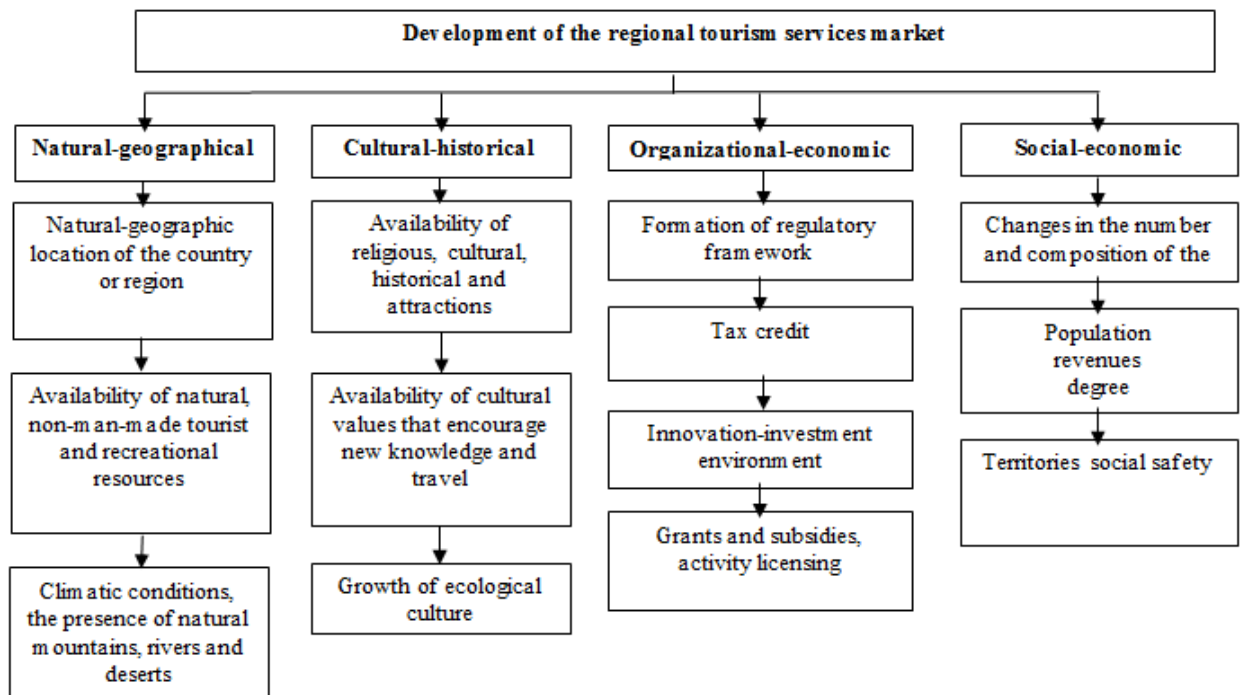 Development of the regional tourism services market
Natural-geographical
Cultural-historical
Organizational-economic
Social-economic
Natural-geographic
location of the country
or region
Availability of
religious, cultural,
historical and
attractions
Formation of regulatory
framework
Changes in the number
and composition of the
Tax credit
Population
revenues
degree
Availability of natural,
non-man-made tourist
and recreational
resources
Availability of cultural
values that encourage
new knowledge and
travel
Innovation-investment
environment
Territories social safety
Grants and subsidies,
activity licensing
Climatic conditions,
the presence of natural
mountains, rivers and
deserts
Growth of ecological
culture